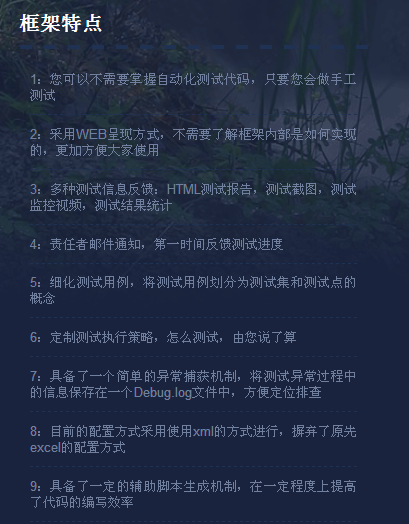 框架特点
1：您可以不需要掌握自动化测试代码，只要您会做手工
测试
2：采用WEB呈现方式，不需要了解框架内部是如何实现
的，更加方便大家使用
3：多种测试信息反馈：HTML测试报告，测试截图，测试
监控视频，测试结果统计
4：责任者邮件通知，第一时间反馈测试进度
5：细化测试用例，将测试用例划分为测试集和测试点的
概念
6：定制测试执行策略，怎么测试，由您说了算
7：具备了一个简单的异常捕获机制，将测试异常过程中
的信息保存在一个Debug.log文件中，方便定位排查
8：目前的配置方式采用使用xml的方式进行，摒弃了原先
excel的配置方式
9：具备了一定的辅助脚本生成机制，在一定程度上提高
了代码的编写效率